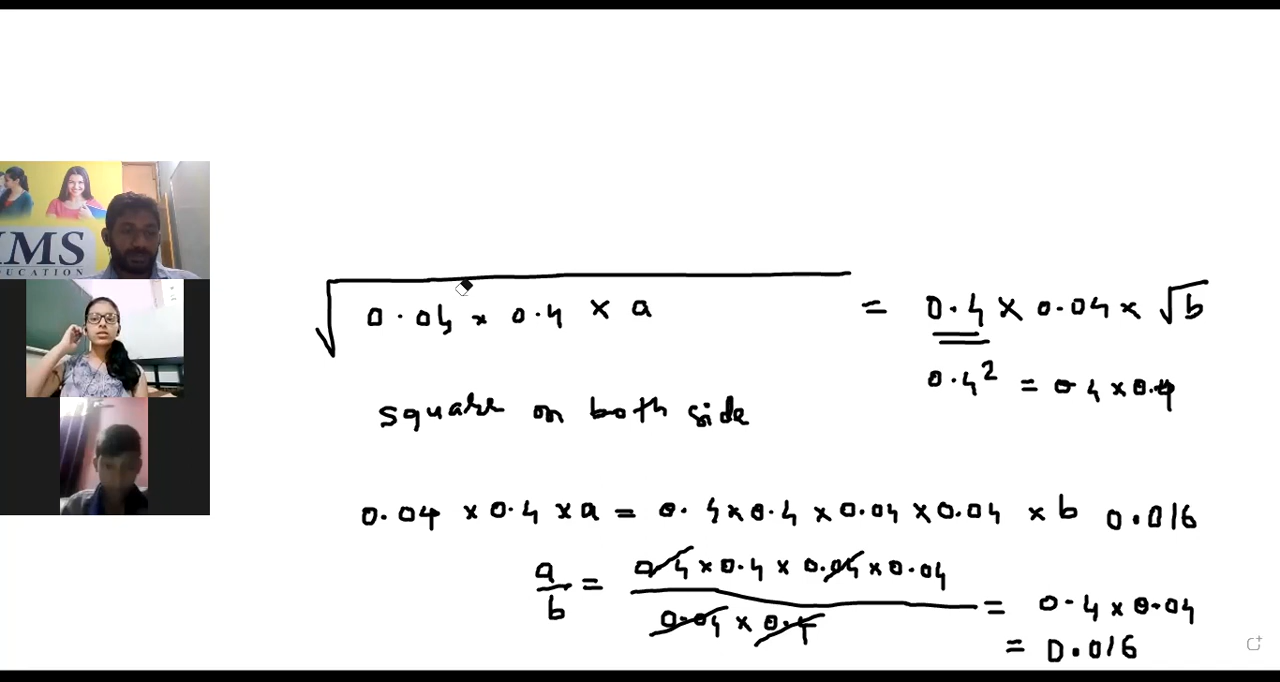 IMS
EDUCATION
√0.04 × 0.4 × a = 0.4 × 0.04 × √b
0.4² = 0.4 × 0.4
square on both side
0.04 × 0.4 × a = 0.4 × 0.4 × 0.04 × 0.04 × b 0.016
a/b = 0.4 × 0.4 × 0.04 × 0.04 / 0.04 × 0.4 = 0.4 × 0.04
= 0.016